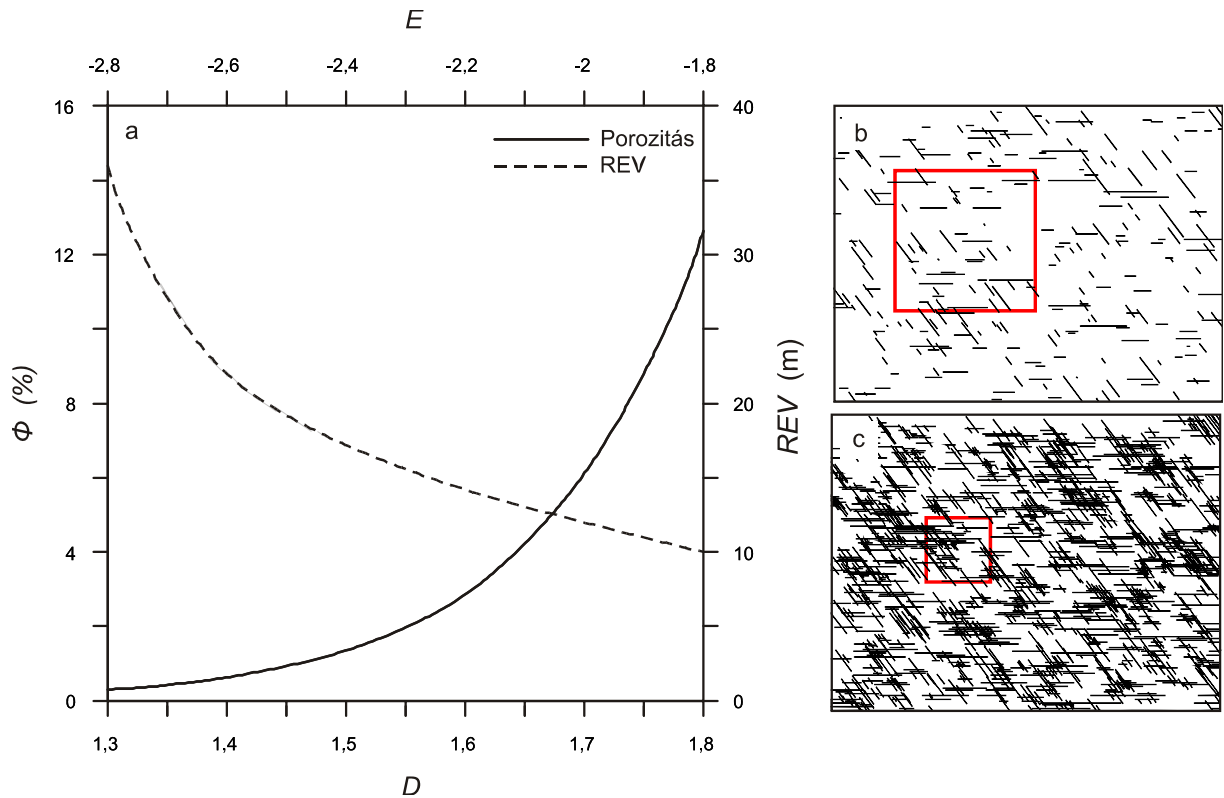 E
-2,8 -2,6 -2,4 -2,2 -2 -1,8
16 40
a
Porozitás
REV
12 30
8 20
4 10
0 0
Φ (%)
REV (m)
1,3 1,4 1,5 1,6 1,7 1,8
D
b
c